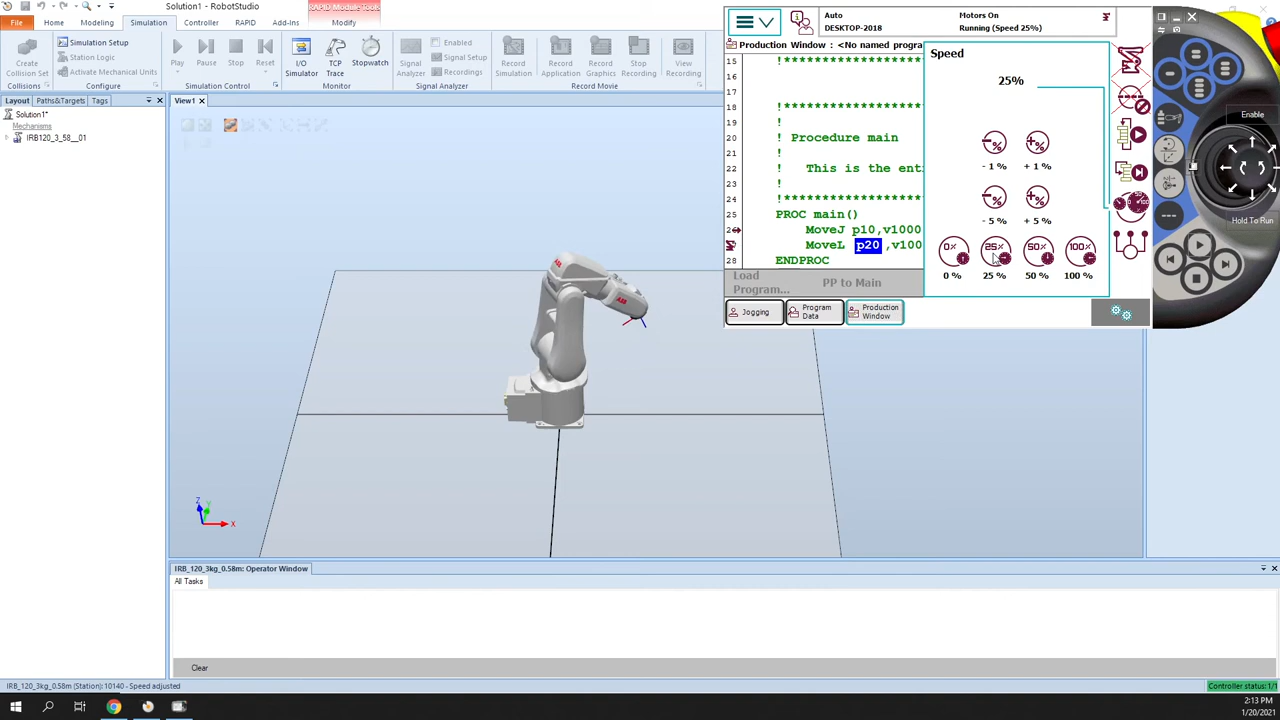 Solution1 - RobotStudio
RAPID Module Tools
File
Home
Modeling
Simulation
Controller
RAPID
Add-Ins
Modify
Create Collision Set
Simulation Setup
Station Logic
Activate Mechanical Units
Collisions
Configure
Play
Pause
Stop
Reset
Simulation Control
I/O Simulator
TCP Trace
Stopwatch
Monitor
Signal Analyzer
Enabled
Signal Setup
Recordings
Signal Analyzer
Record Simulation
Record Application
Record Graphics
Stop Recording
View Recording
Record Movie
Layout
Paths&Targets
Tags
Solution1*
Mechanisms
IRB120_3_58__01
View1
ABB
ABB
Z
Y
X
Auto
DESKTOP-2018
Motors On
Running (Speed 25%)
Production Window : <No named progra
15 !***************
16
17
18 !***************
19 !
20 ! Procedure main
21 !
22 ! This is the ent
23 !
24 !***************
25 PROC main()
MoveJ p10,v1000
MoveL p20 ,v100
28 ENDPROC
Load Program...
PP to Main
Speed
25%
- 1 %
+ 1 %
- 5 %
+ 5 %
0 %
25 %
50 %
100 %
Jogging
Program Data
Production Window
Enable
Hold To Run
IRB_120_3kg_0.58m: Operator Window
All Tasks
Clear
IRB_120_3kg_0.58m (Station): 10140 - Speed adjusted
Controller status: 1/1
2:13 PM
1/20/2021